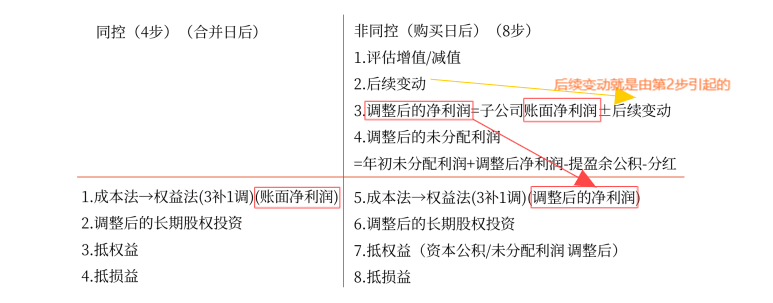 同控（4步）（合并日后）
非同控（购买日后）（8步）
1.评估增值/减值
2.后续变动
后续变动就是由第2步引起的
3.调整后的净利润=子公司账面净利润±后续变动
4.调整后的未分配利润
=年初未分配利润+调整后净利润-提盈余公积-分红
1.成本法→权益法(3补1调)(账面净利润)
2.调整后的长期股权投资
3.抵权益
4.抵损益
5.成本法→权益法(3补1调)(调整后的净利润)
6.调整后的长期股权投资
7.抵权益（资本公积/未分配利润 调整后）
8.抵损益